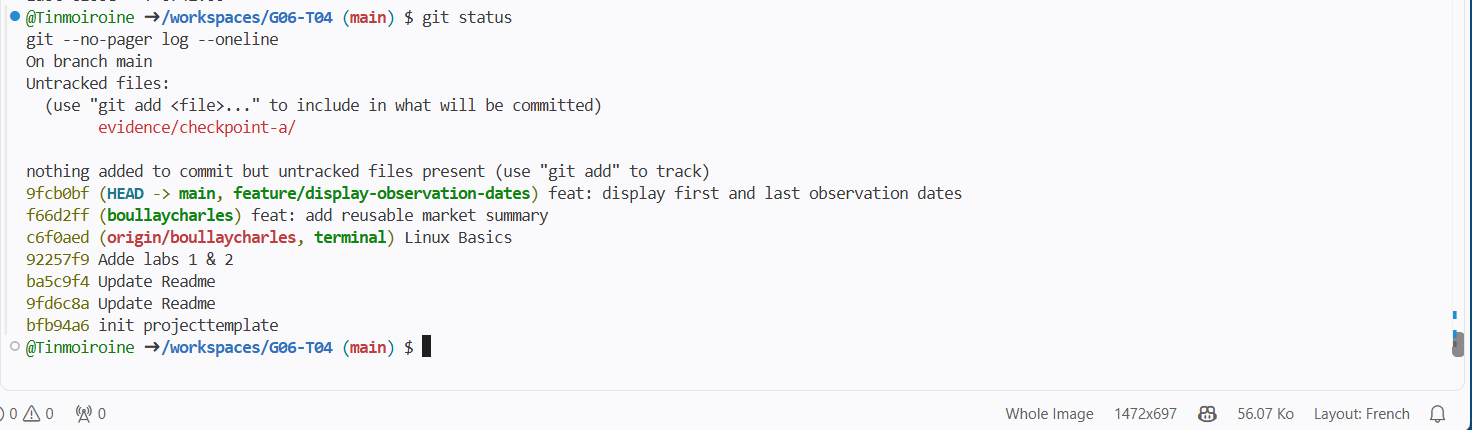 @Tinmoiroine ➜/workspaces/G06-T04 (main) $ git status
git --no-pager log --oneline
On branch main
Untracked files:
  (use "git add <file>..." to include in what will be committed)
        evidence/checkpoint-a/
nothing added to commit but untracked files present (use "git add" to track)
9fcb0bf (HEAD -> main, feature/display-observation-dates) feat: display first and last observation dates
f66d2ff (boullaycharles) feat: add reusable market summary
c6f0aed (origin/boullaycharles, terminal) Linux Basics
92257f9 Adde labs 1 & 2
ba5c9f4 Update Readme
9fd6c8a Update Readme
bfb94a6 init projecttemplate
@Tinmoiroine ➜/workspaces/G06-T04 (main) $
0 0 0 Whole Image 1472x697 56.07 Ko Layout: French